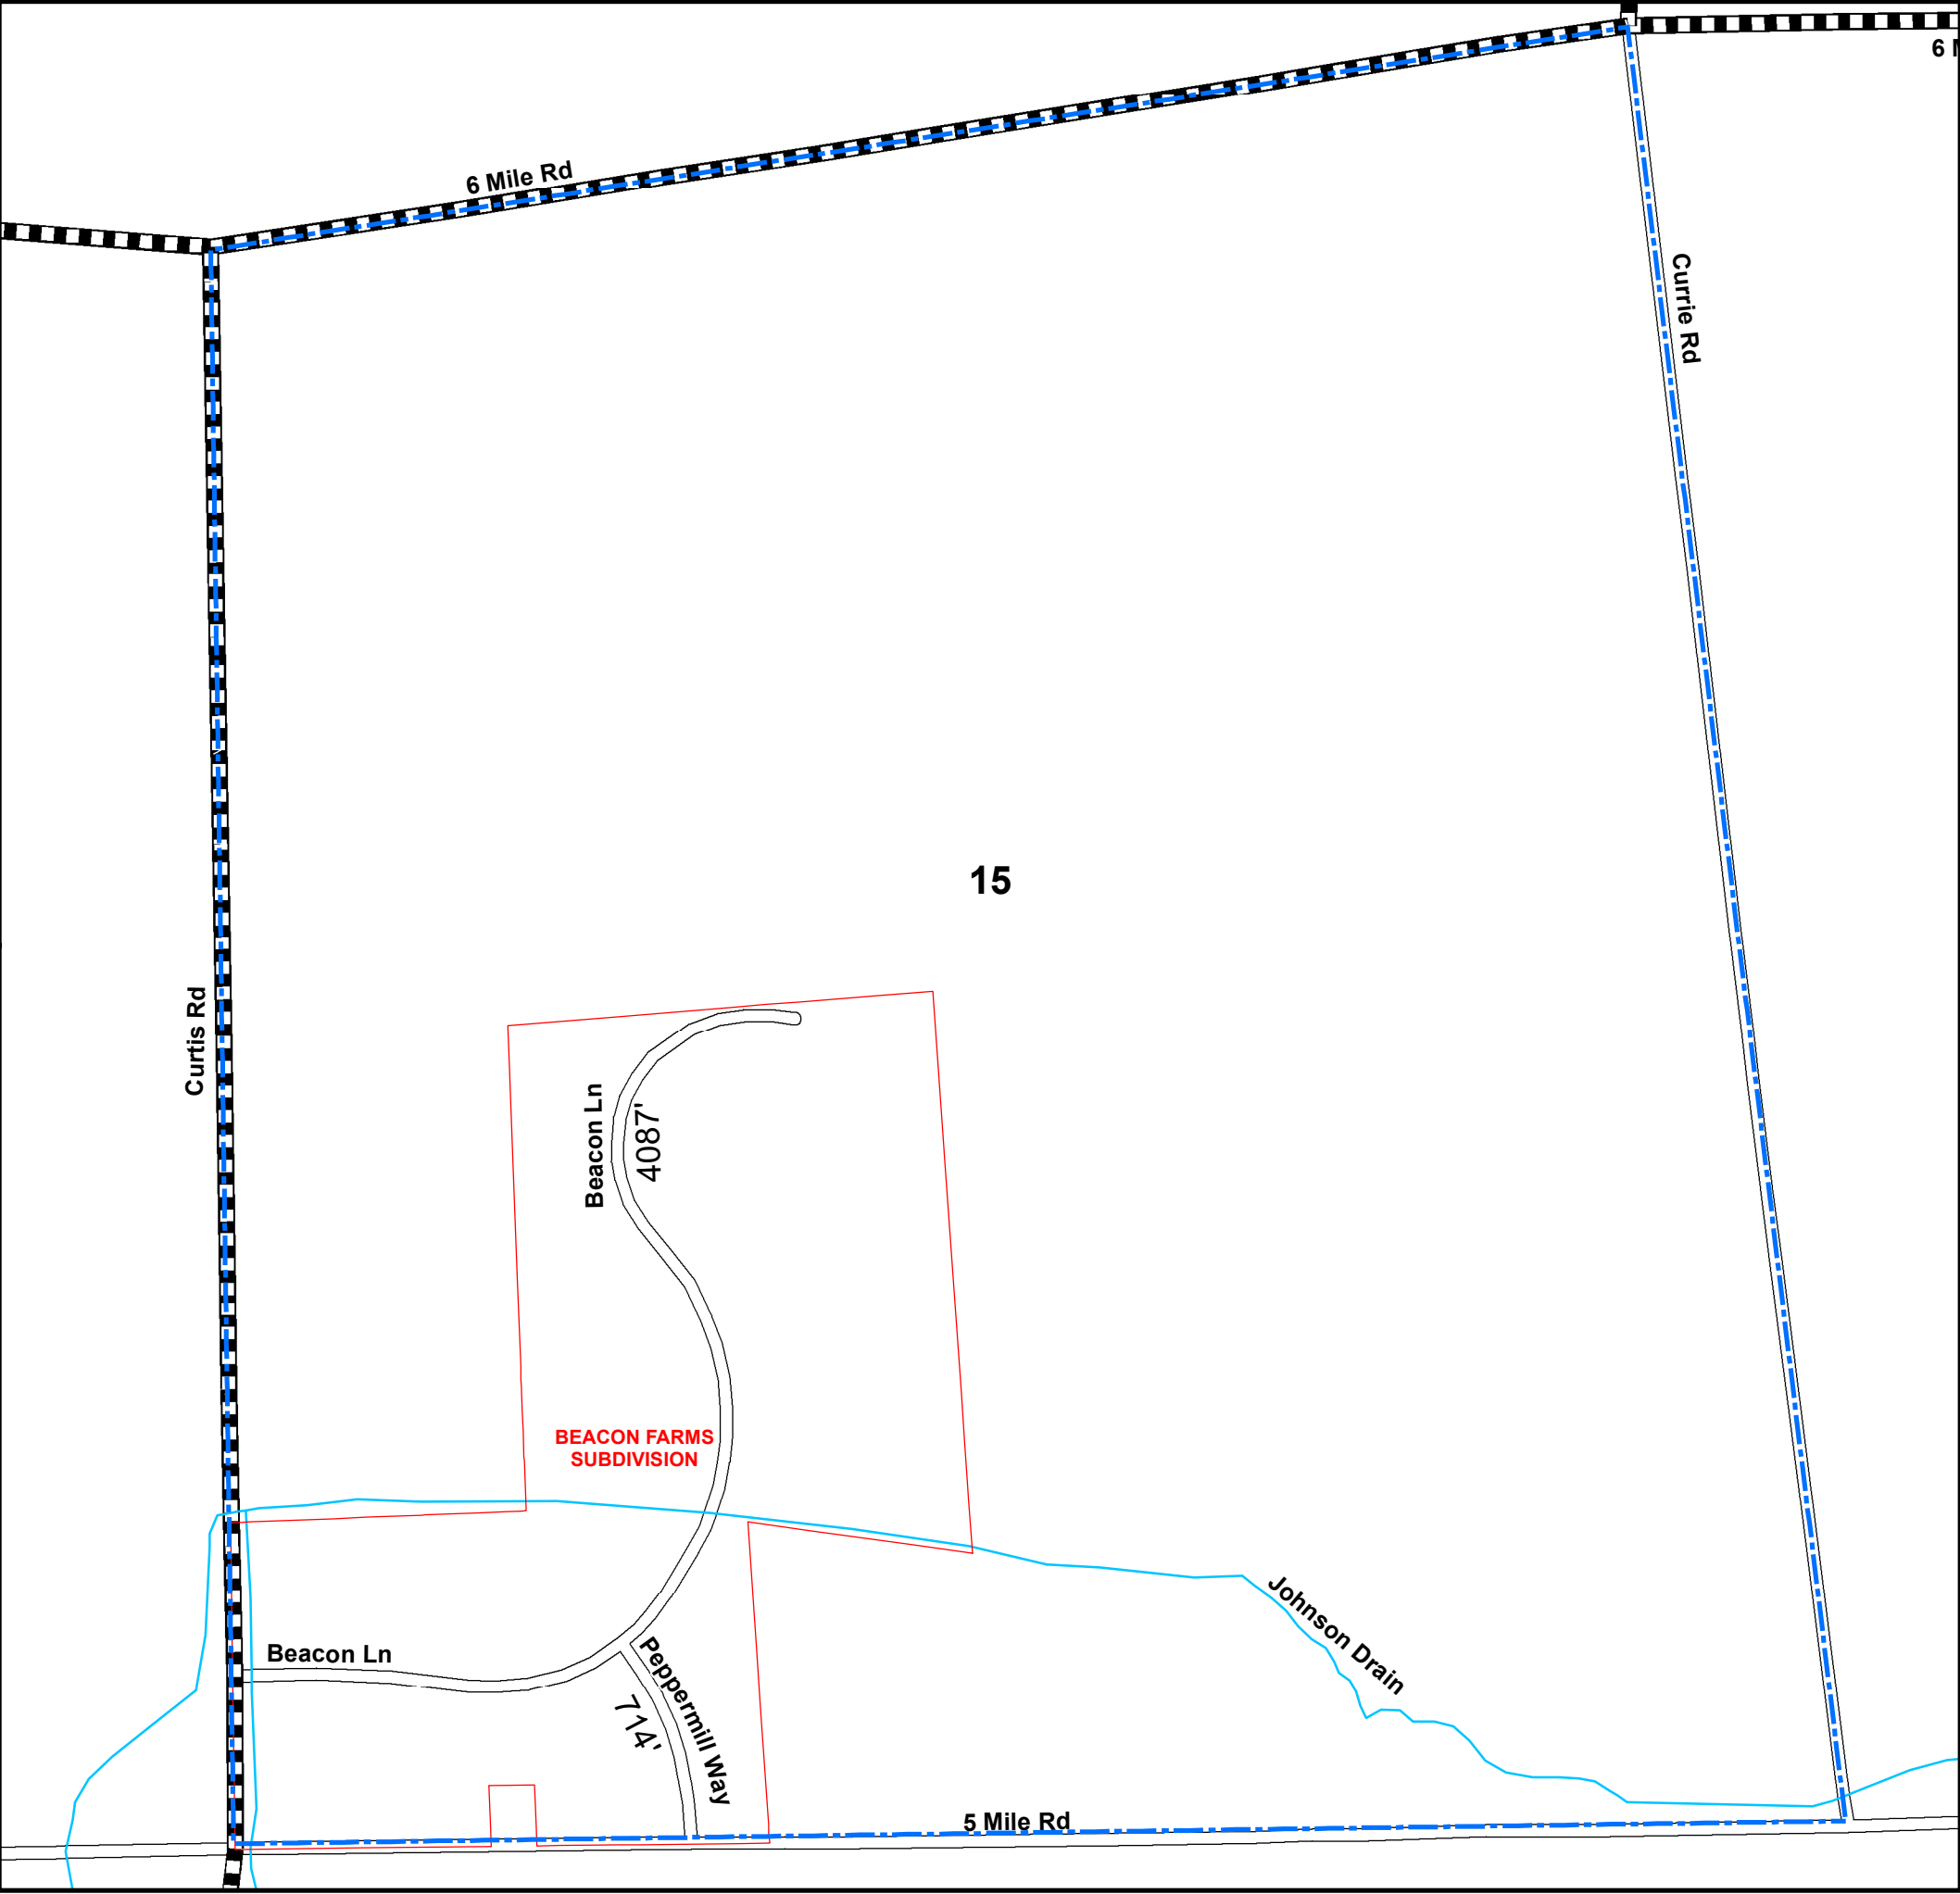 6 M
6 Mile Rd
Currie Rd
15
Curtis Rd
Beacon Ln
4087'
BEACON FARMS
SUBDIVISION
Johnson Drain
Beacon Ln
Peppermill Way
714'
5 Mile Rd